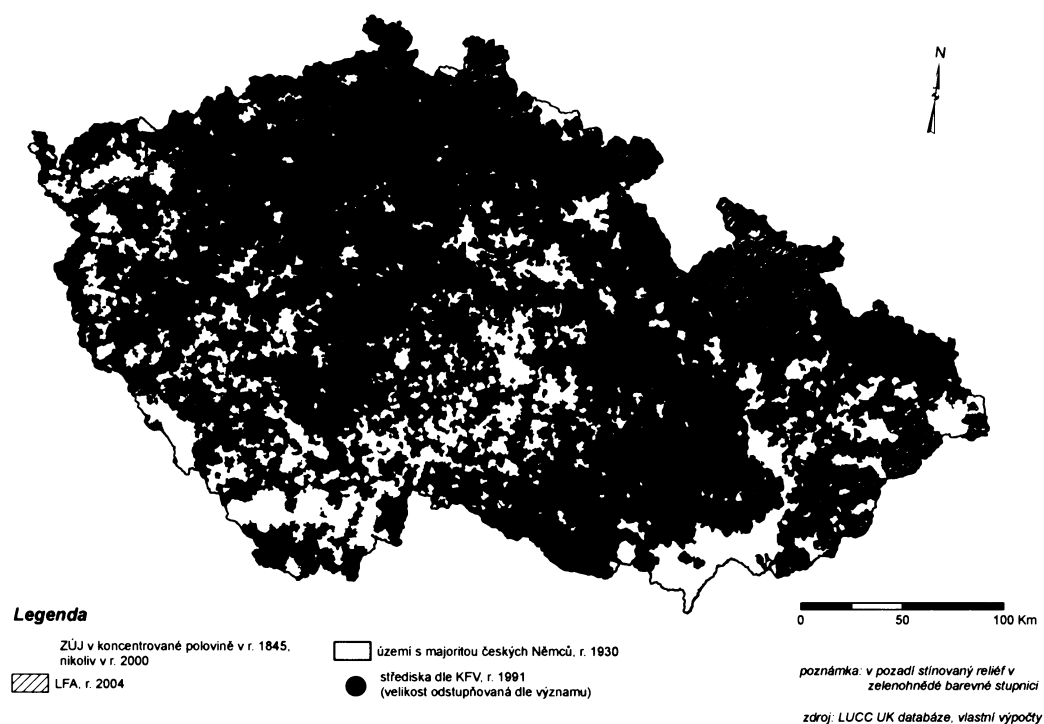 N
Legenda
ZÚJ v koncentrované polovině v r. 1845,
nikoliv v r. 2000
LFA, r. 2004
území s majoritou českých Němců, r. 1930
střediska dle KFV, r. 1991
(velikost odstupňovaná dle významu)
0 50 100 Km
poznámka: v pozadí stínovaný reliéf v
zelenohnědé barevné stupnici
zdroj: LUCC UK databáze, vlastní výpočty